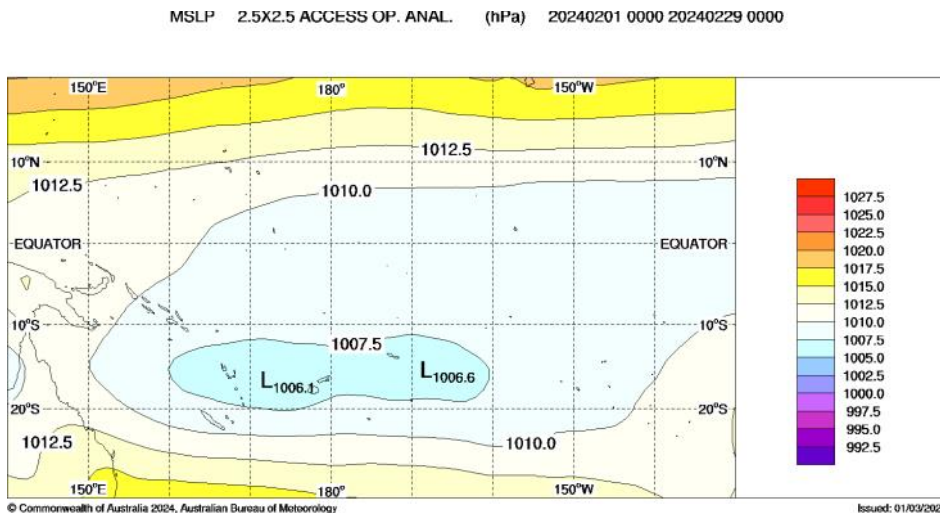 MSLP 2.5X2.5 ACCESS OP. ANAL. (hPa) 20240201 0000 20240229 0000
150°E 180° 150°W
10°N 1012.5 10°N
1012.5 1010.0
EQUATOR EQUATOR
10°S 10°S
1007.5
L1006.1 L1006.6
20°S 20°S
1012.5 1010.0
150°E 180° 150°W
1027.5
1025.0
1022.5
1020.0
1017.5
1015.0
1012.5
1010.0
1007.5
1005.0
1002.5
1000.0
997.5
995.0
992.5
© Commonwealth of Australia 2024, Australian Bureau of Meteorology
Issued: 01/03/202